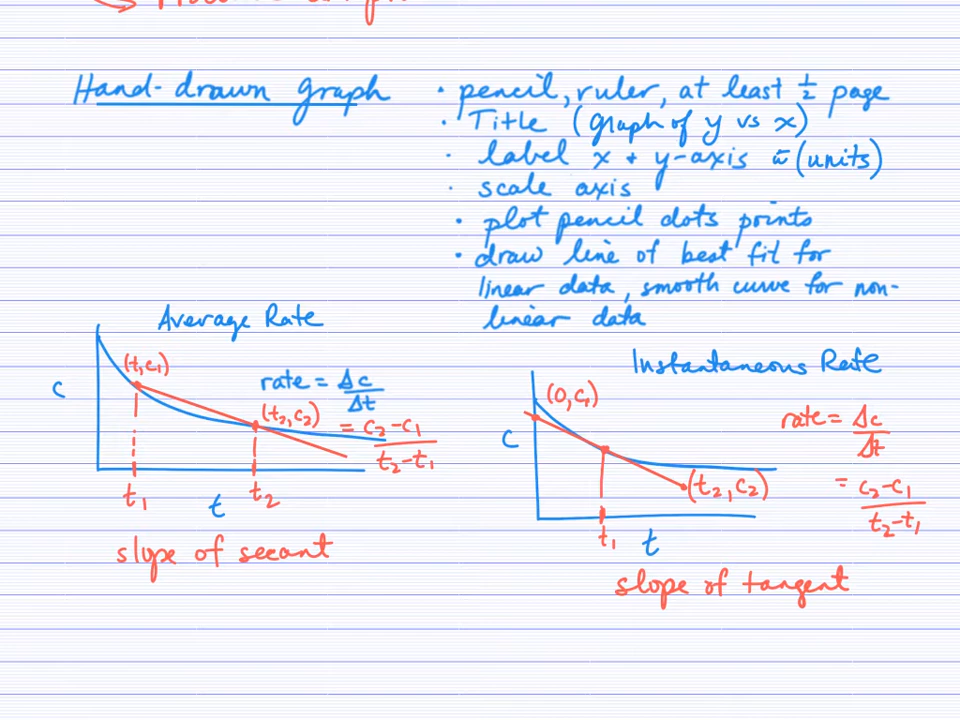 Hand-drawn graph
• pencil, ruler, at least ½ page
• Title (graph of y vs x)
• label x + y-axis c̄ (units)
• scale axis
• plot pencil dots points
• draw line of best fit for
linear data, smooth curve for non-
linear data
Average Rate
(t,c₁)
C
rate = Δc/Δt
(t₂,c₂)
= c₂-c₁/t₂-t₁
t₁
t
t₂
slope of secant
Instantaneous Rate
(0,c₁)
C
rate = Δc/Δt
(t₂,c₂)
= c₂-c₁/t₂-t₁
t₁
t
slope of tangent